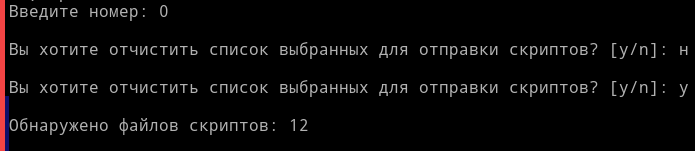 Введите номер: 0
Вы хотите отчистить список выбранных для отправки скриптов? [y/n]: н
Вы хотите отчистить список выбранных для отправки скриптов? [y/n]: y
Обнаружено файлов скриптов: 12